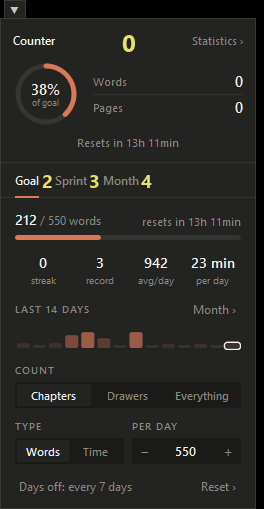 Counter 0 Statistics ›
38%
of goal
Words 0
Pages 0
Resets in 13h 11min
Goal 2 Sprint 3 Month 4
212 / 550 words resets in 13h 11min
0 3 942 23 min
streak record avg/day per day
LAST 14 DAYS Month ›
COUNT
Chapters Drawers Everything
TYPE PER DAY
Words Time − 550 +
Days off: every 7 days Reset ›